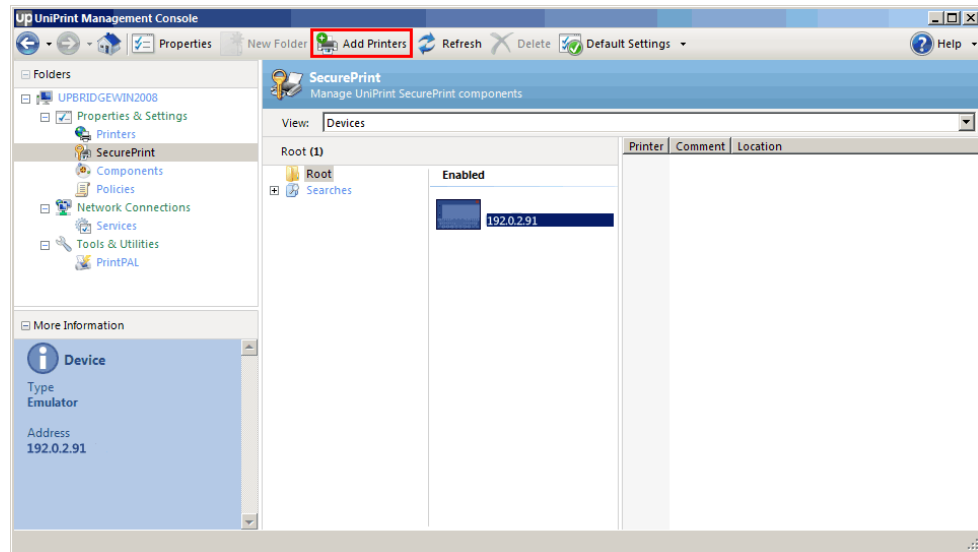 UP UniPrint Management Console
Properties New Folder Add Printers Refresh Delete Default Settings Help
Folders
UPBRIDGEWIN2008
Properties & Settings
Printers
SecurePrint
Components
Policies
Network Connections
Services
Tools & Utilities
PrintPAL
More Information
Device
Type
Emulator
Address
192.0.2.91
SecurePrint
Manage UniPrint SecurePrint components
View: Devices
Root (1)
Root
Searches
Enabled
192.0.2.91
Printer Comment Location